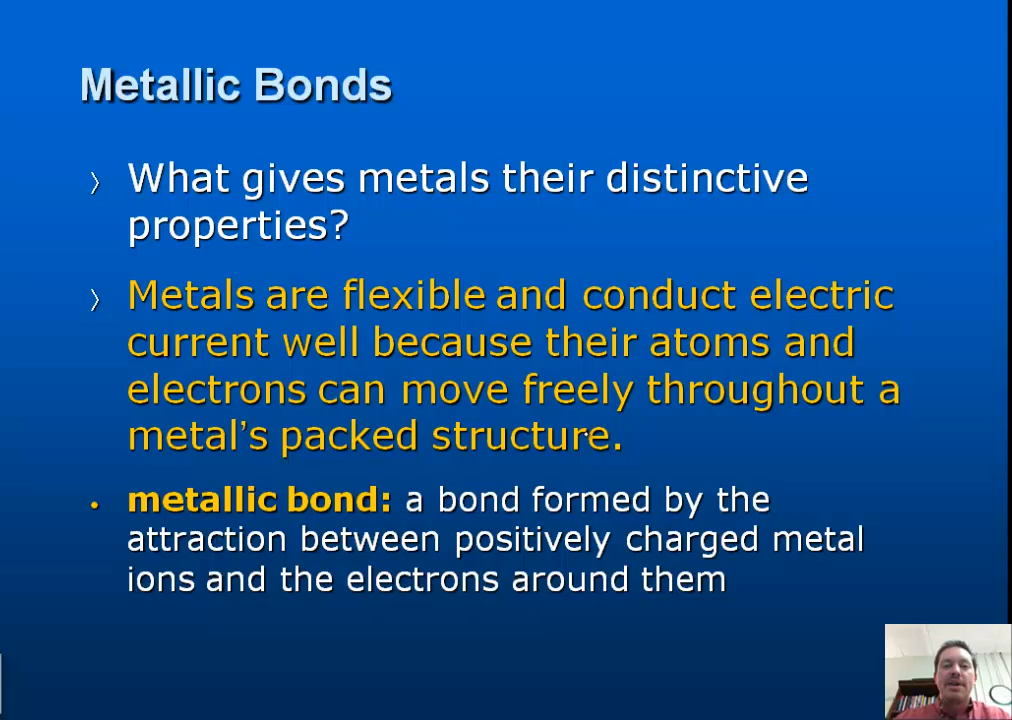 Metallic Bonds
What gives metals their distinctive
properties?
Metals are flexible and conduct electric
current well because their atoms and
electrons can move freely throughout a
metal’s packed structure.
metallic bond: a bond formed by the
attraction between positively charged metal
ions and the electrons around them